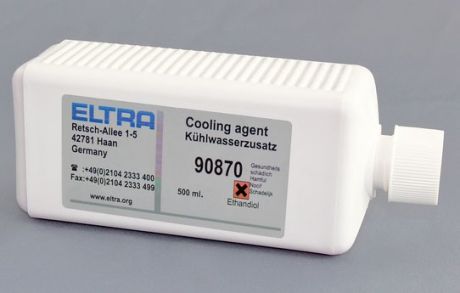 ELTRA
Retsch-Allee 1-5
42781 Haan
Germany
☎ :+49(0)2104 2333 400
Fax:+49(0)2104 2333 499
www.eltra.org
Cooling agent
Kühlwasserzusatz
90870
Gesundheits
schädlich
Harmful
Nocif
Schadelijk
500 ml.
Ethandiol